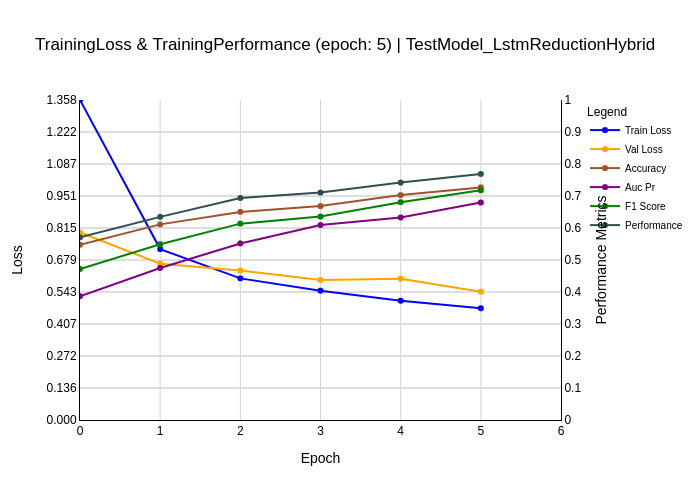 TrainingLoss & TrainingPerformance (epoch: 5) | TestModel_LstmReductionHybrid
1.358
1.222
1.087
0.951
0.815
0.679
0.543
0.407
0.272
0.136
0.000
Loss
0
1
2
3
4
5
6
Epoch
1
0.9
0.8
0.7
0.6
0.5
0.4
0.3
0.2
0.1
0
Performance Metrics
Legend
Train Loss
Val Loss
Accuracy
Auc Pr
F1 Score
Performance